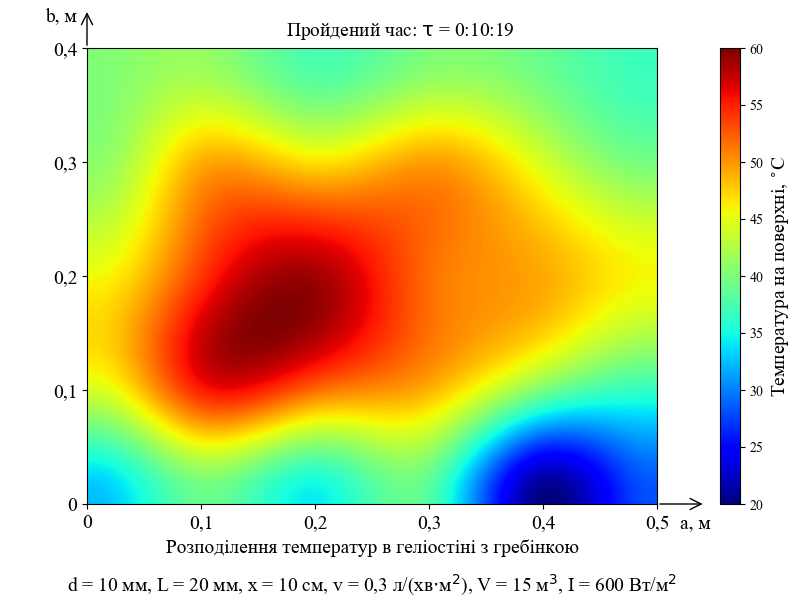 b, м
Пройдений час: τ = 0:10:19
0,4
0,3
0,2
0,1
0
0 0,1 0,2 0,3 0,4 0,5 a, м
60
55
50
45
40
35
30
25
20
Температура на поверхні, °C
Розподілення температур в геліостіні з гребінкою
d = 10 мм, L = 20 мм, x = 10 см, v = 0,3 л/(хв·м²), V = 15 м³, I = 600 Вт/м²